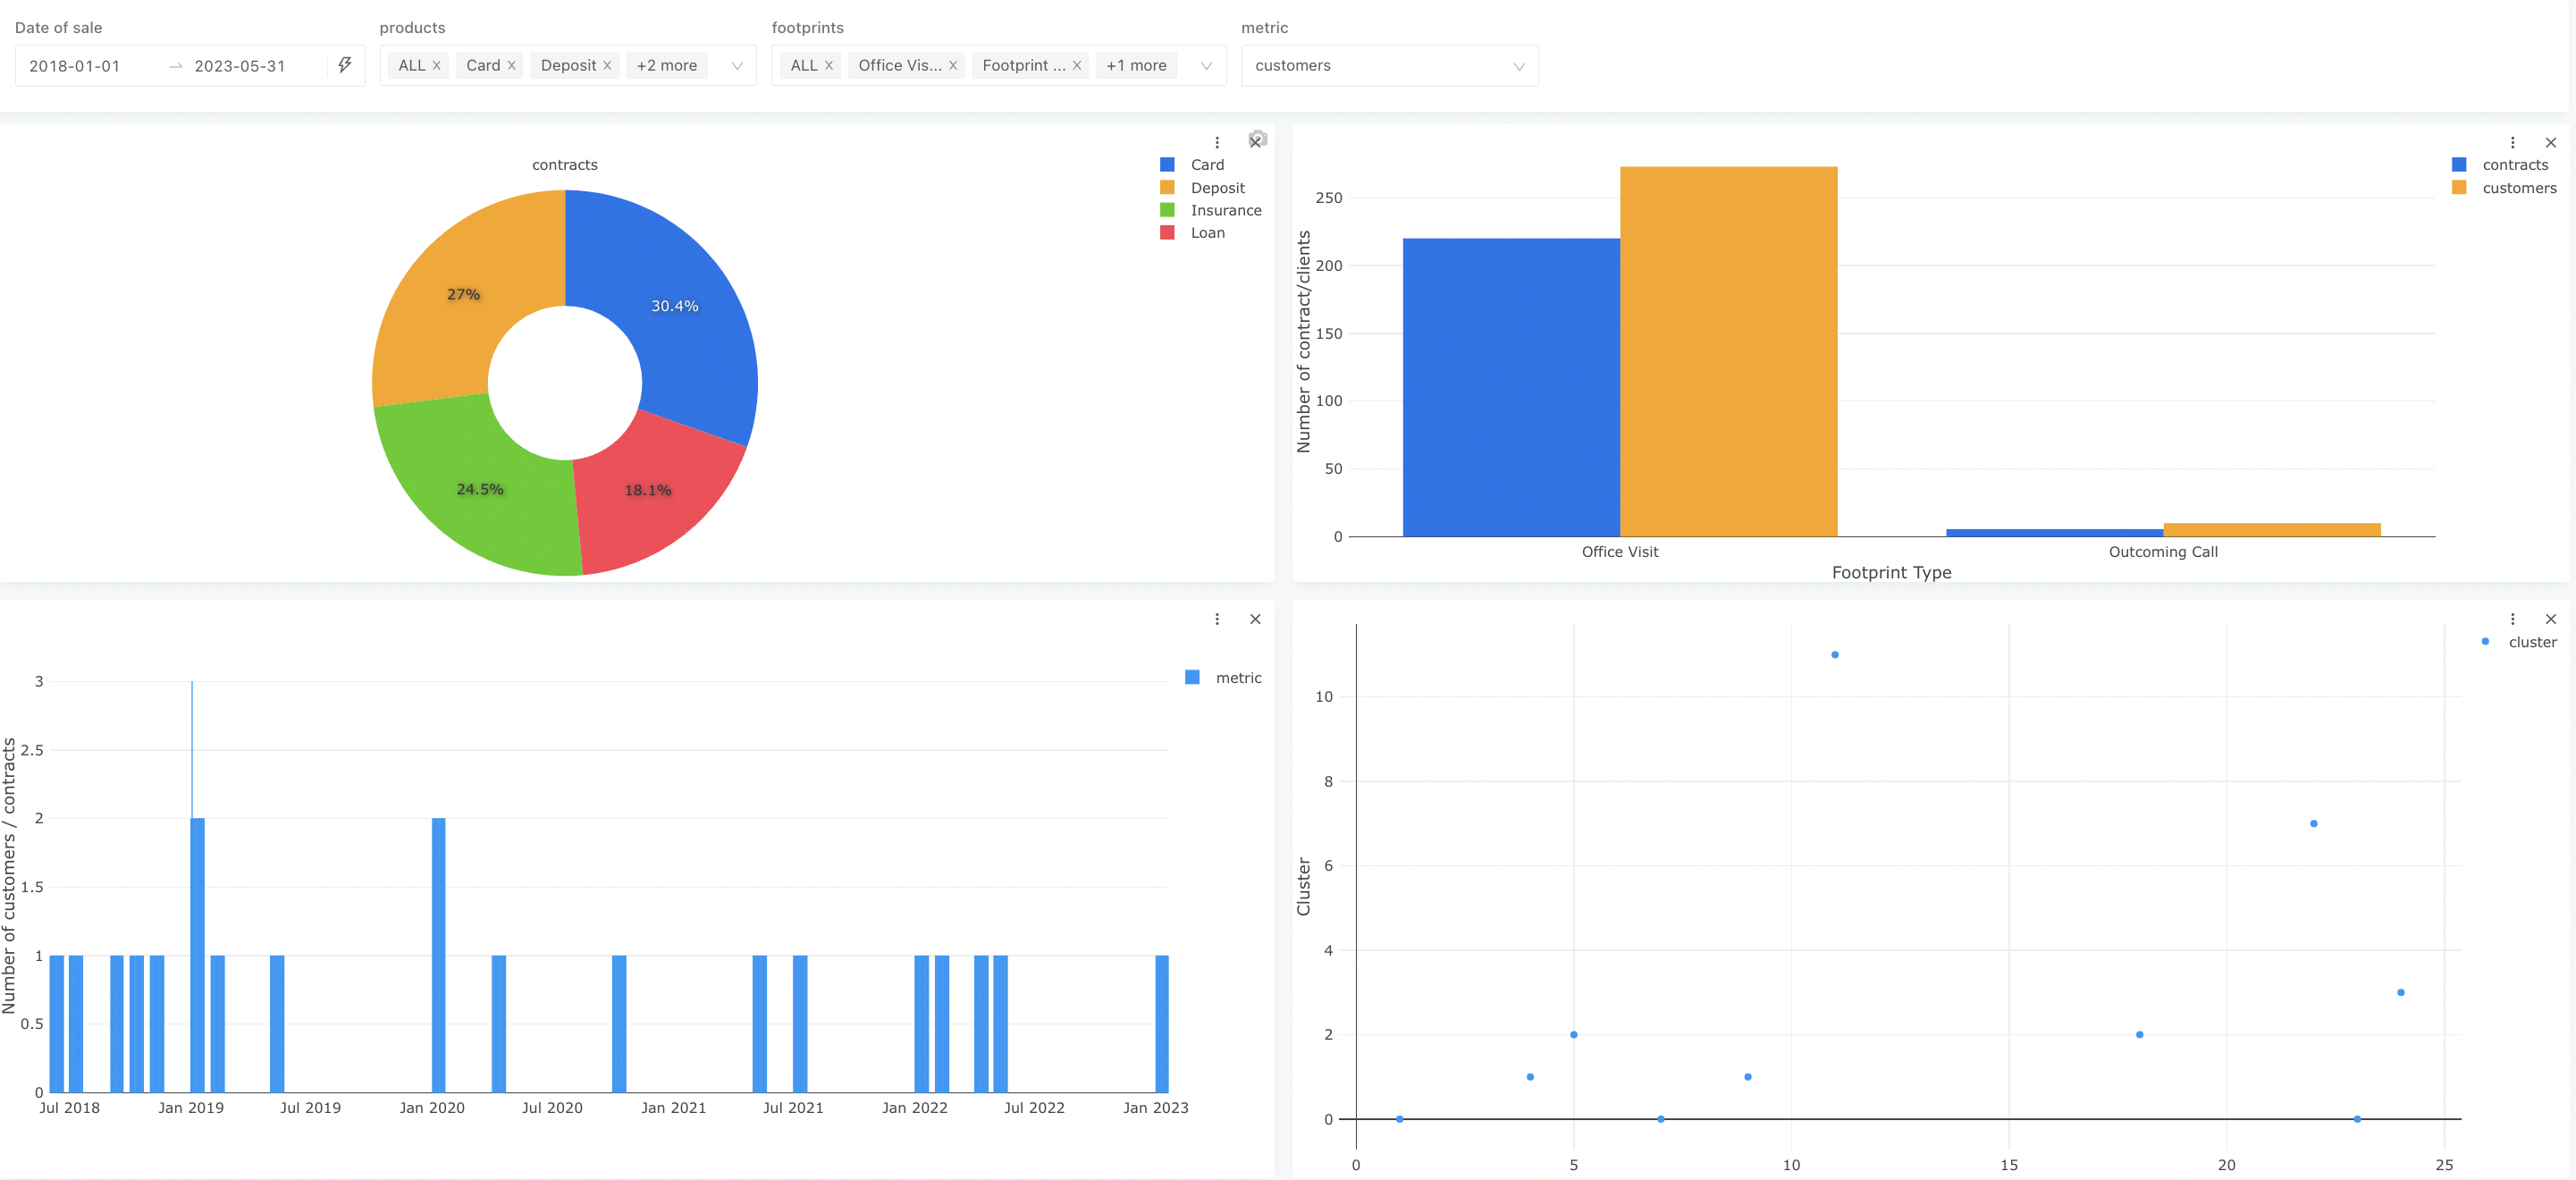 Date of sale products footprints metric
2018-01-01 → 2023-05-31 ALL X Card X Deposit X +2 more ALL X Office Vis... X Footprint ... X +1 more customers
contracts
Card
Deposit
Insurance
Loan
27%
30.4%
24.5%
18.1%
contracts
customers
Number of contract/clients
250
200
150
100
50
0
Office Visit Outcoming Call
Footprint Type
metric
Number of customers / contracts
3
2.5
2
1.5
1
0.5
0
Jul 2018 Jan 2019 Jul 2019 Jan 2020 Jul 2020 Jan 2021 Jul 2021 Jan 2022 Jul 2022 Jan 2023
cluster
Cluster
10
8
6
4
2
0
0 5 10 15 20 25